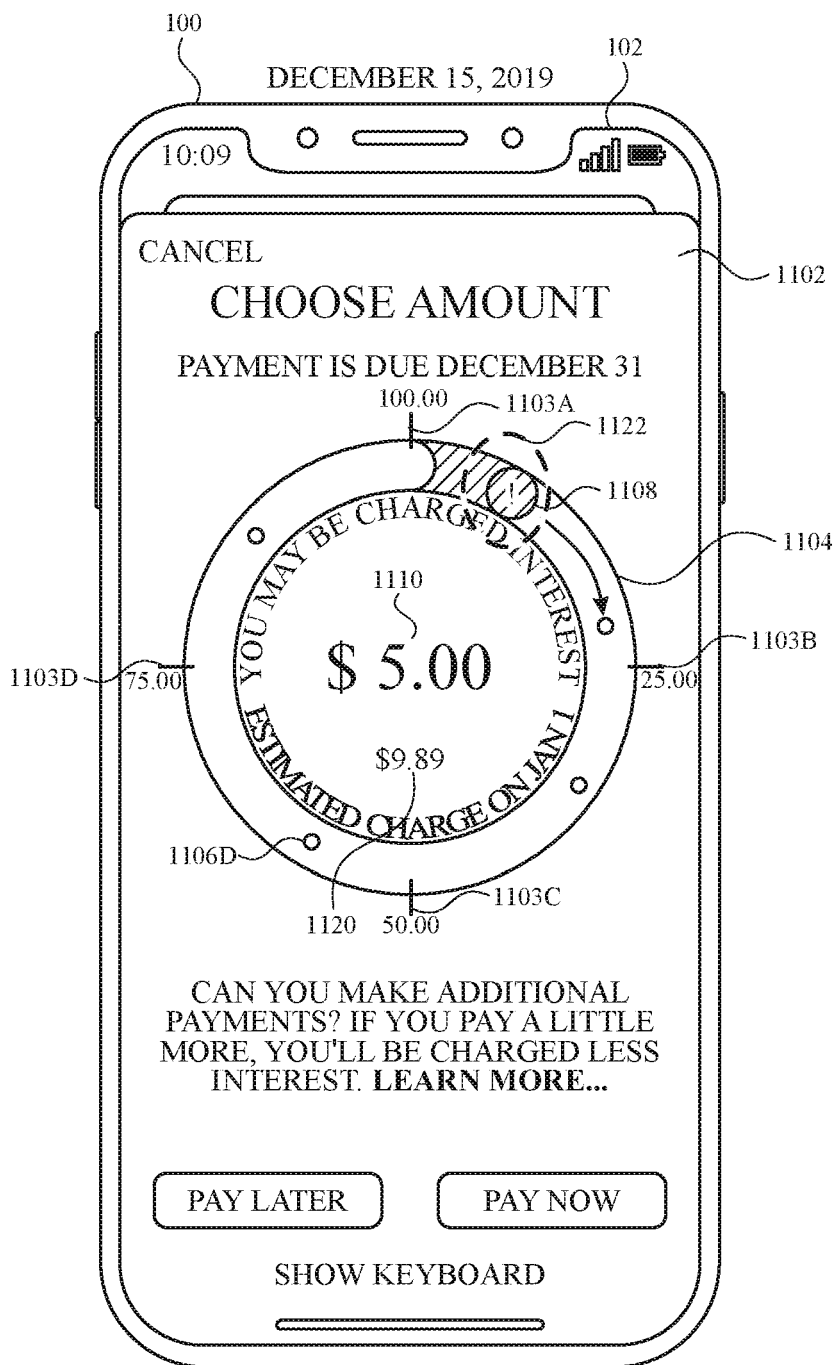 100
DECEMBER 15, 2019
102
10:09
CANCEL
1102
CHOOSE AMOUNT
PAYMENT IS DUE DECEMBER 31
100.00
1103A
1122
!
1108
1104
YOU MAY BE CHARGED INTEREST
1110
$ 5.00
1103D
75.00
25.00
1103B
$9.89
ESTIMATED CHARGE ON JAN 1
1106D
1120
50.00
1103C
CAN YOU MAKE ADDITIONAL
PAYMENTS? IF YOU PAY A LITTLE
MORE, YOU'LL BE CHARGED LESS
INTEREST. LEARN MORE...
PAY LATER
PAY NOW
SHOW KEYBOARD